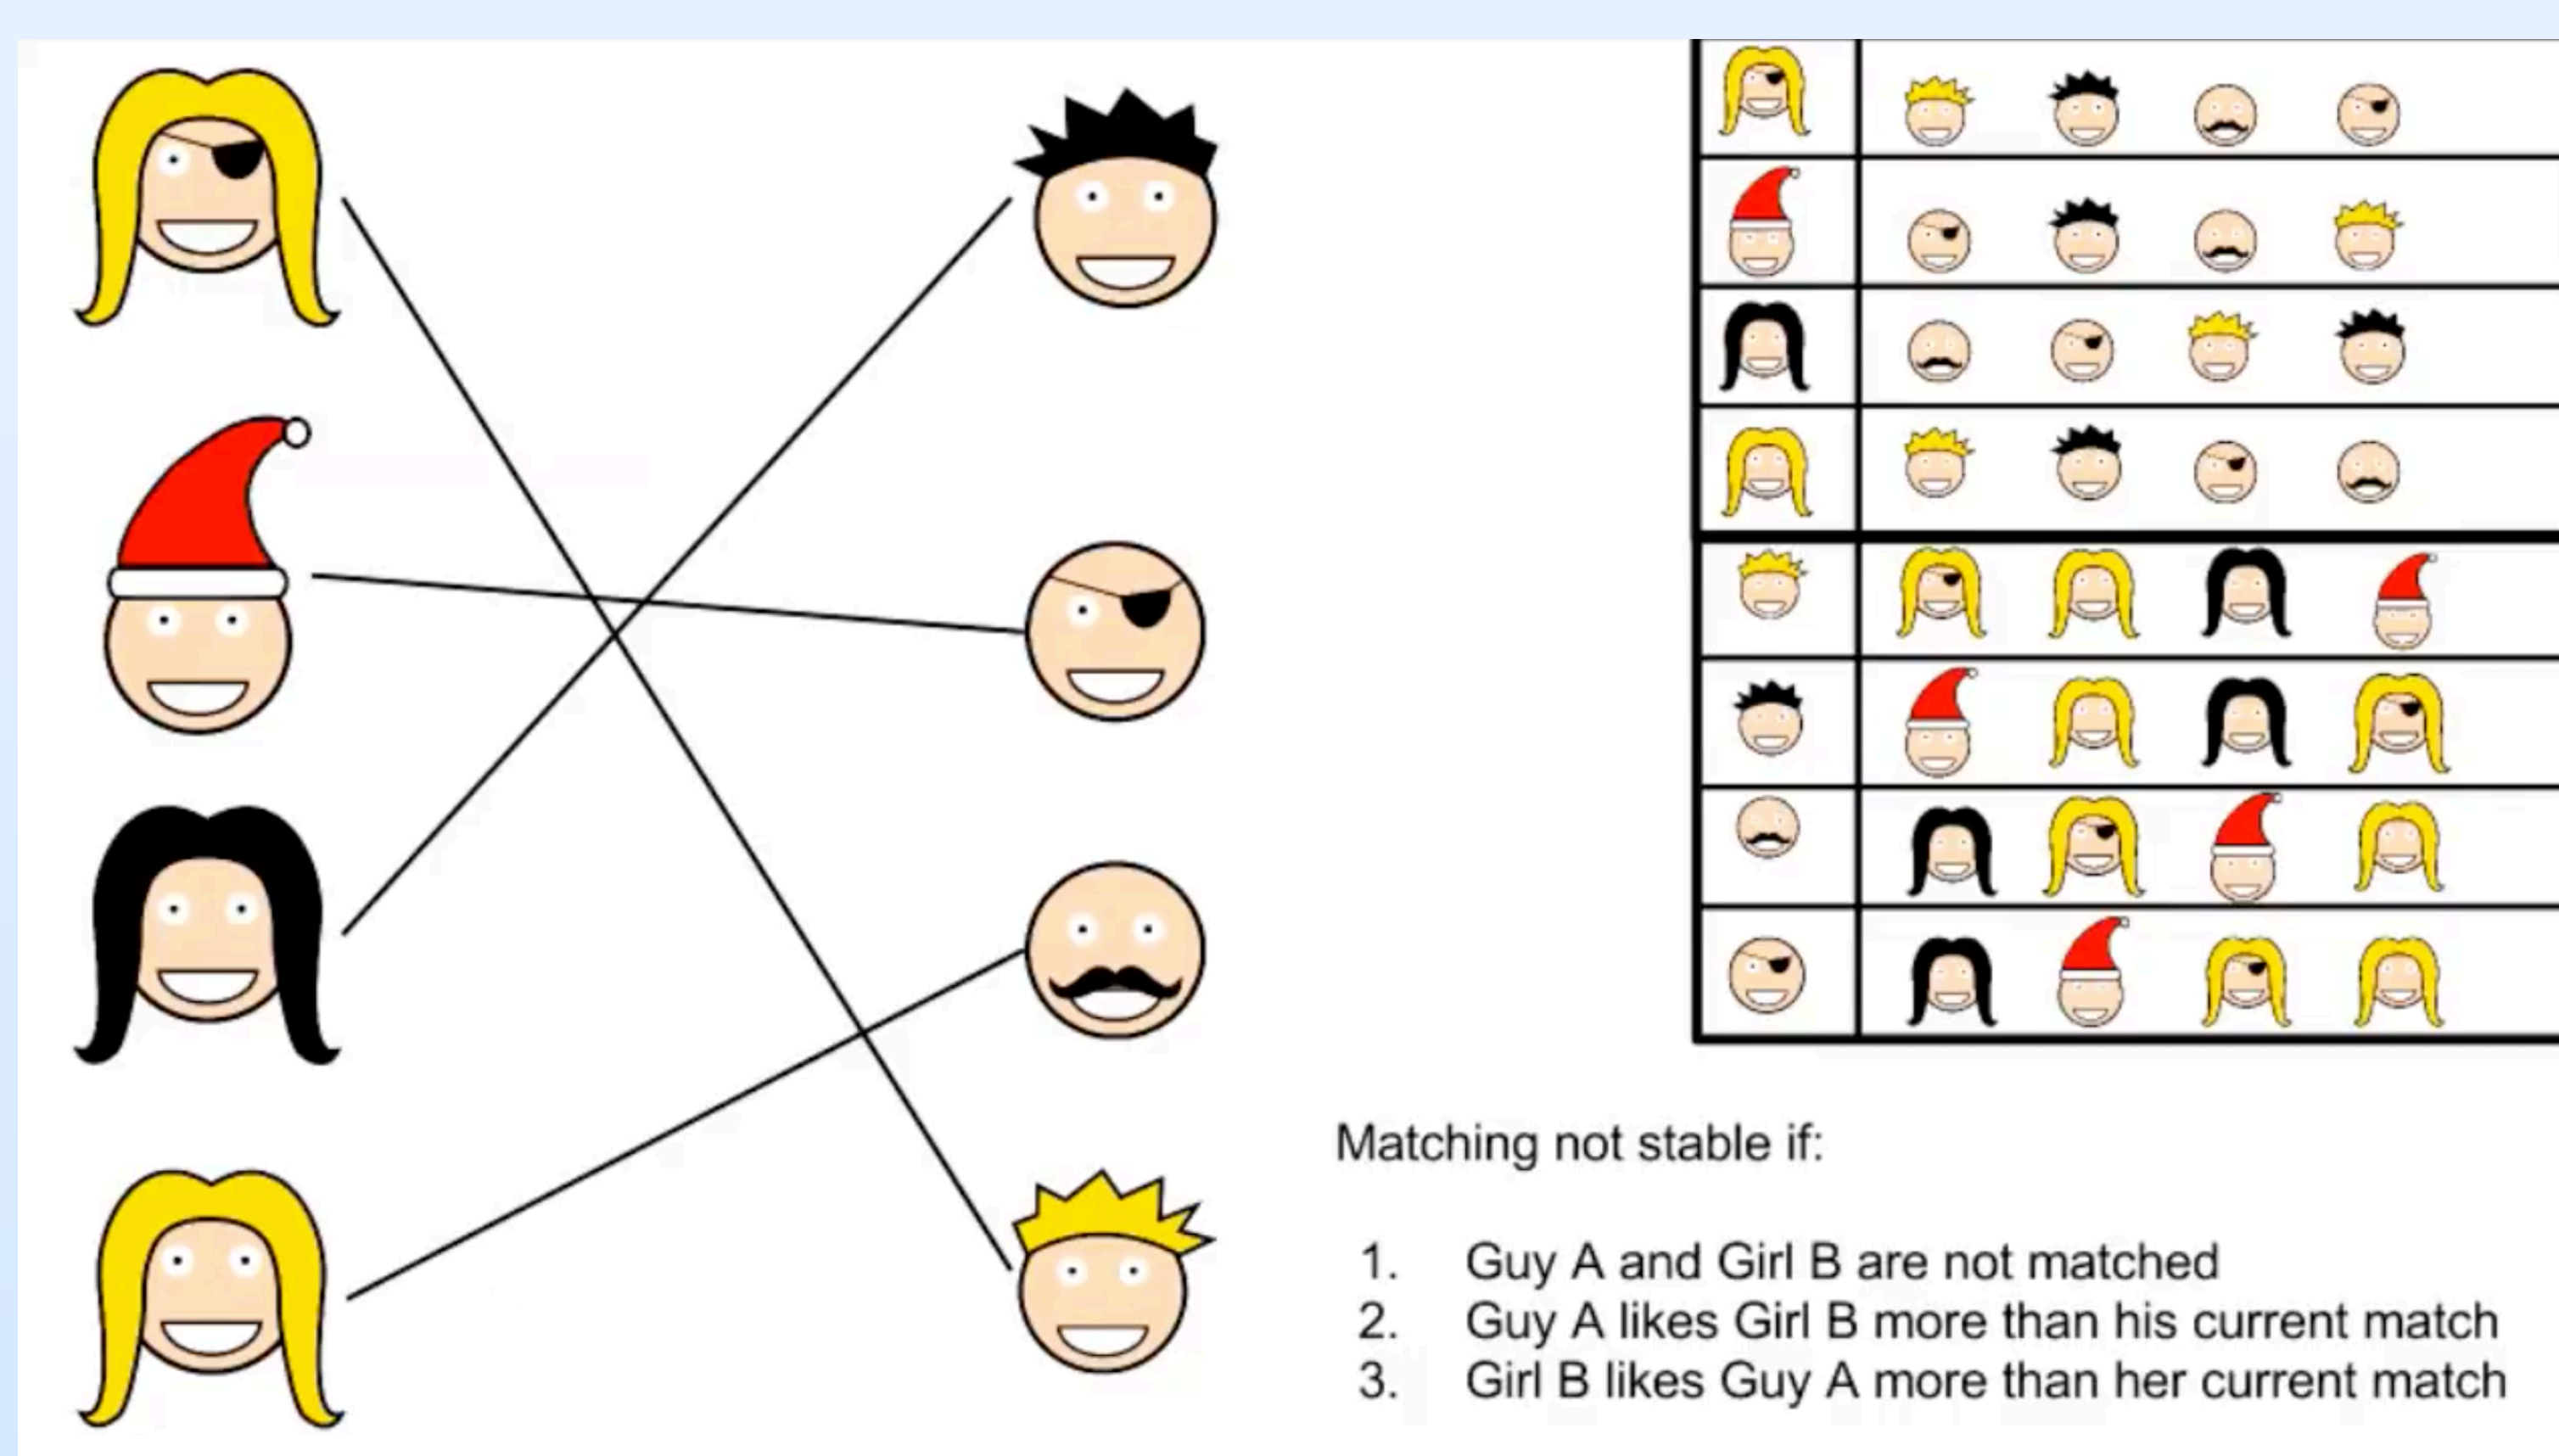 Matching not stable if:
1. Guy A and Girl B are not matched
2. Guy A likes Girl B more than his current match
3. Girl B likes Guy A more than her current match